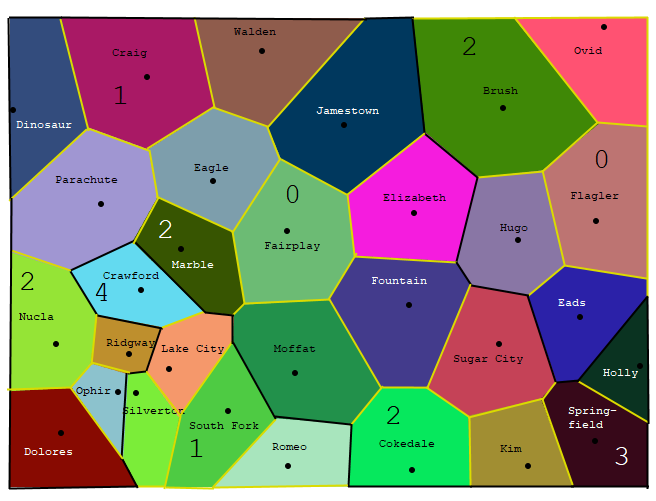 Walden
2
Ovid
Craig
1
Brush
Jamestown
Dinosaur
0
Eagle
Parachute
0
Flagler
Elizabeth
2
Hugo
Fairplay
Marble
Crawford
4
2
Fountain
Eads
Nucla
Ridgway
Lake City
Moffat
Sugar City
Holly
Ophir
Silverton
South Fork
2
Spring-
field
Cokedale
1
Romeo
Kim
3
Dolores